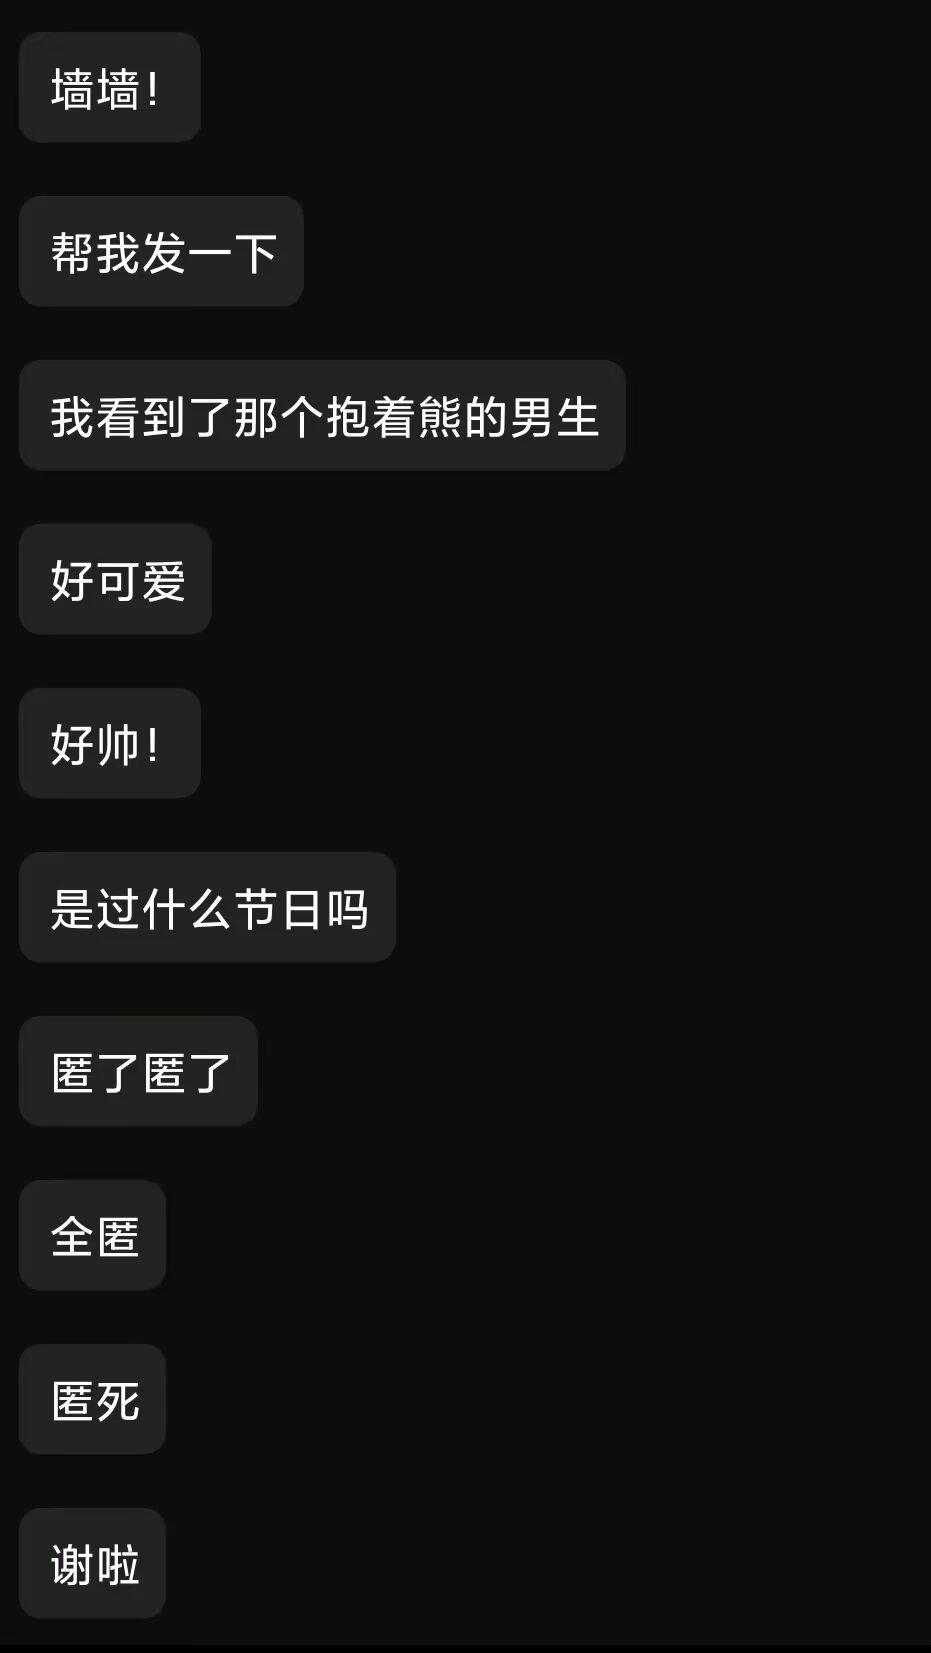 墙墙！
帮我发一下
我看到了那个抱着熊的男生
好可爱
好帅！
是过什么节日吗
匿了匿了
全匿
匿死
谢啦